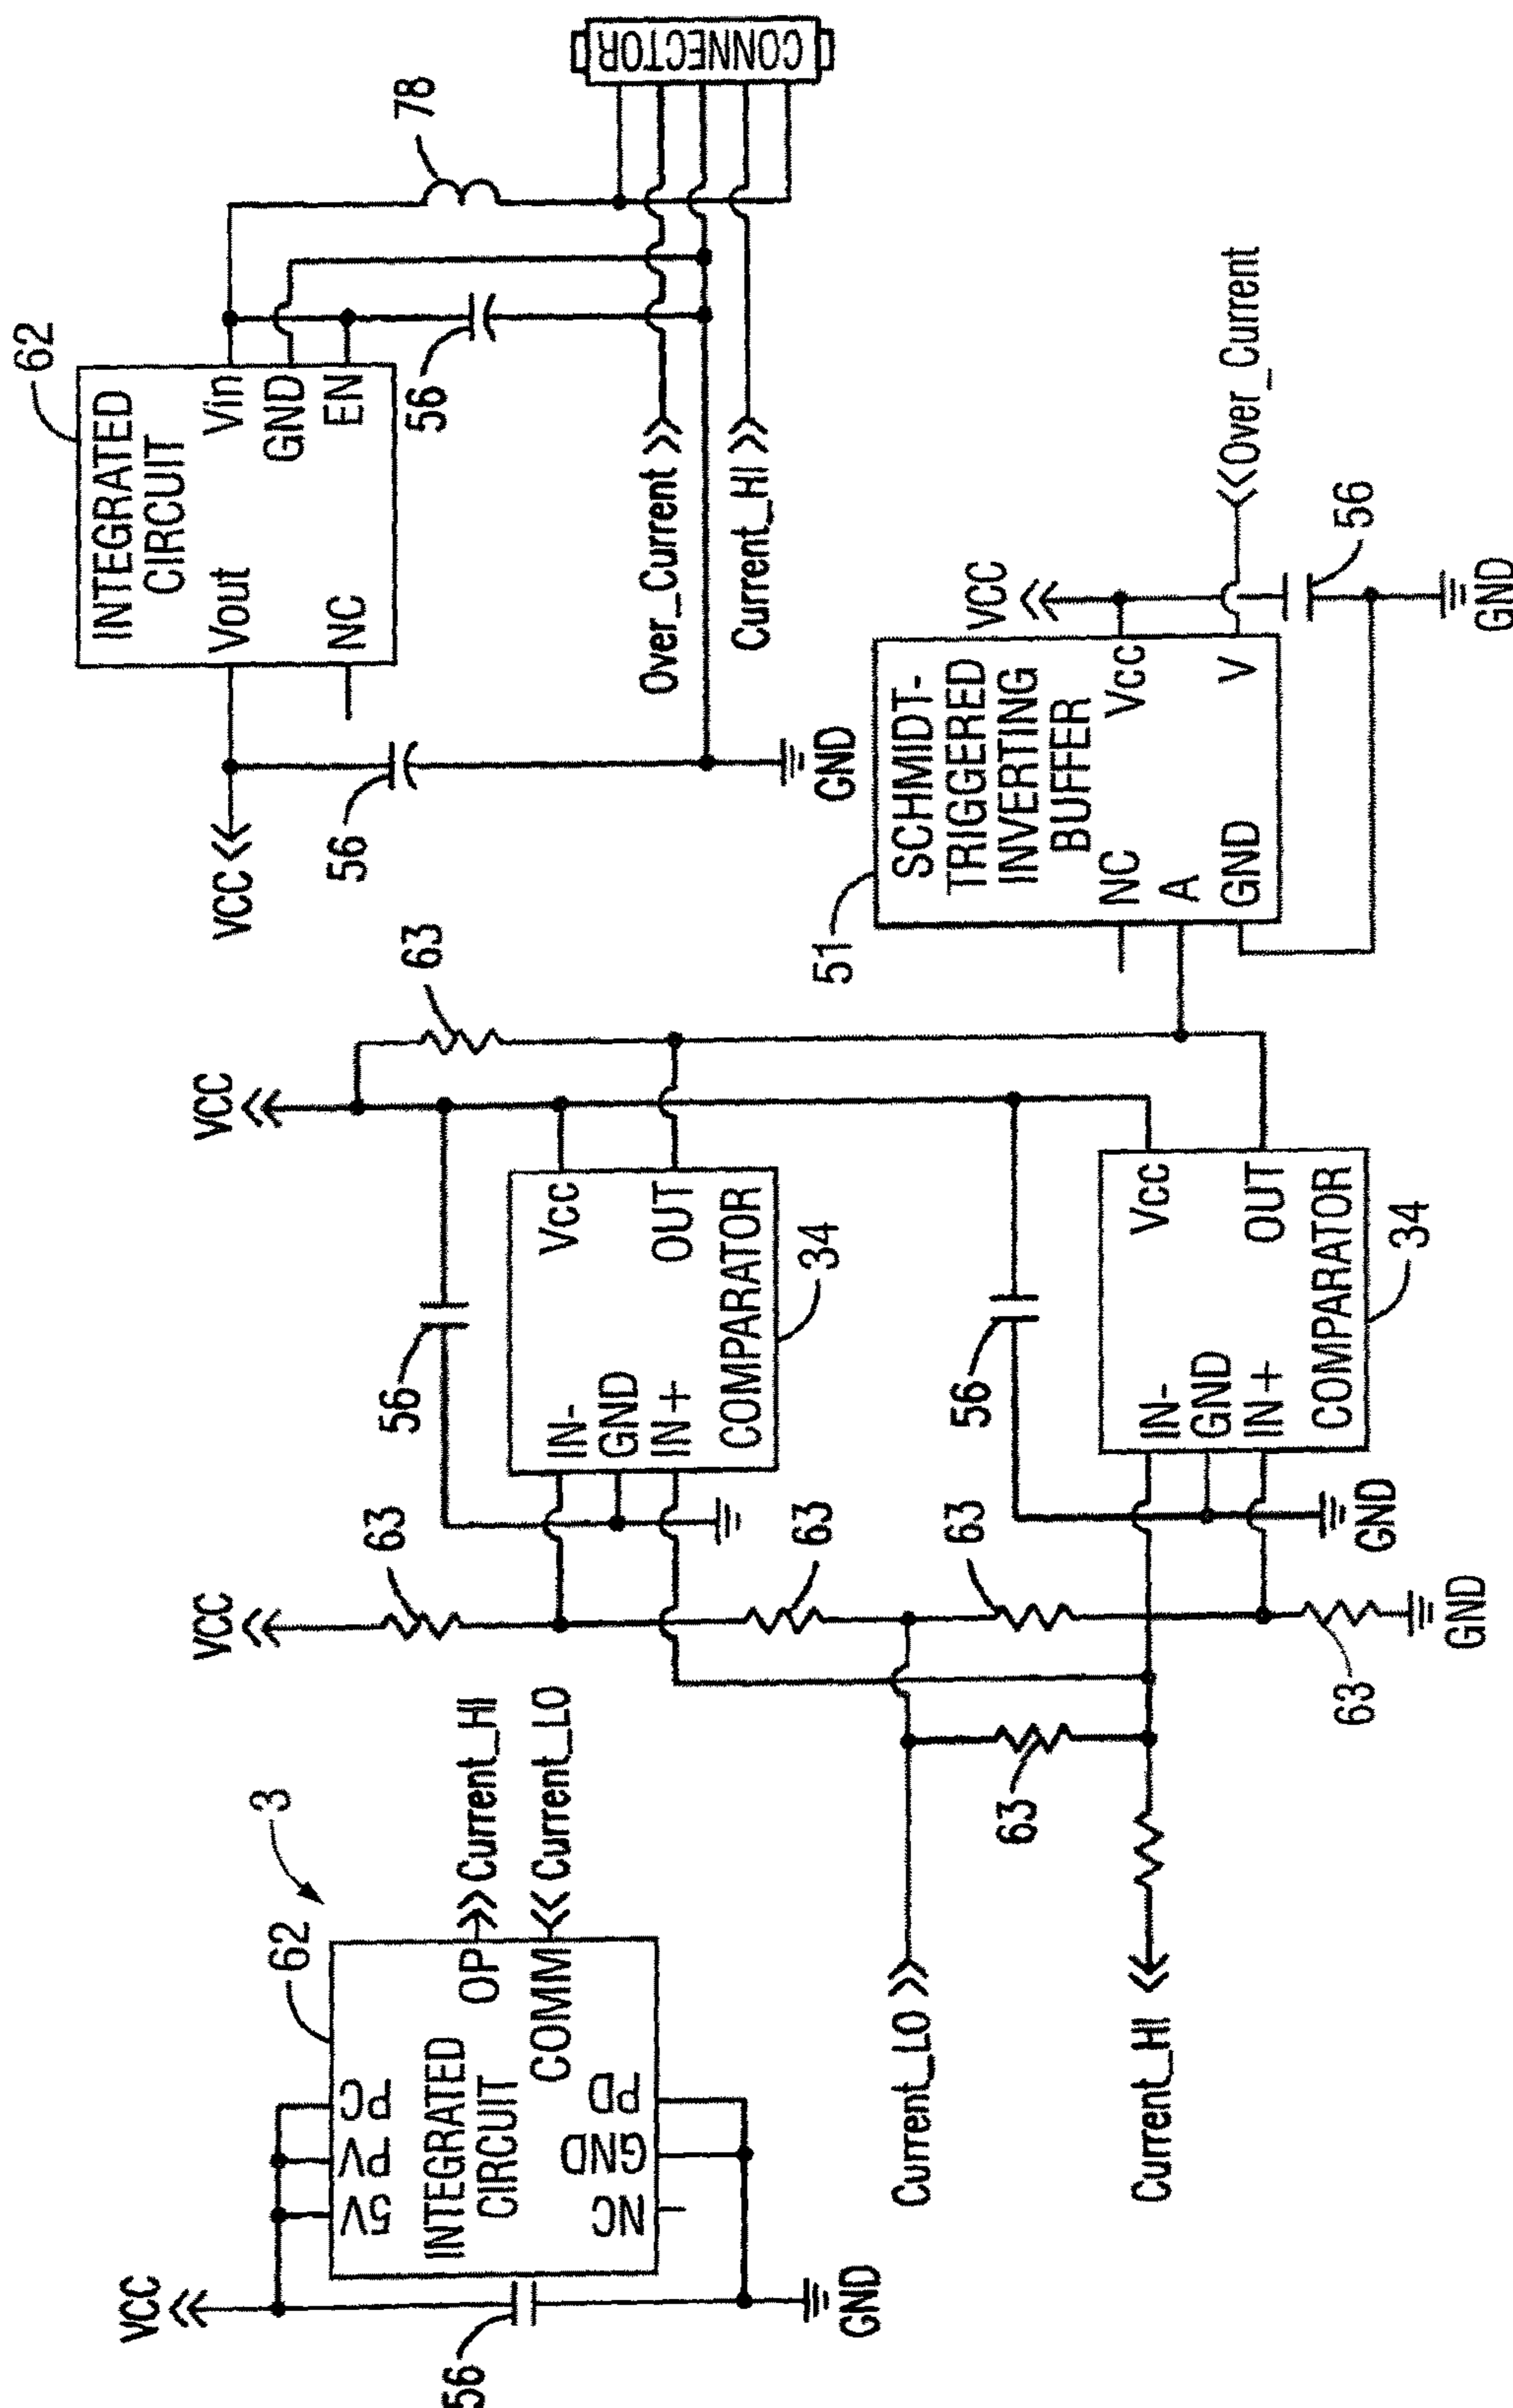 VCC
56
GND
62
3
5V
PV
PC
INTEGRATED
CIRCUIT
OP
COMM
NC
GND
PD
Current_HI
Current_LO
Current_LO
Current_HI
VCC
63
63
63
63
63
GND
56
IN-
GND
IN+
Vcc
OUT
COMPARATOR
34
56
IN-
GND
IN+
Vcc
OUT
COMPARATOR
34
GND
VCC
63
VCC
56
GND
62
INTEGRATED
CIRCUIT
Vout
NC
Vin
GND
EN
56
78
Over_Current
Current_HI
CONNECTOR
51
SCHMIDT-
TRIGGERED
INVERTING
BUFFER
NC
A
GND
Vcc
V
VCC
Over_Current
56
GND